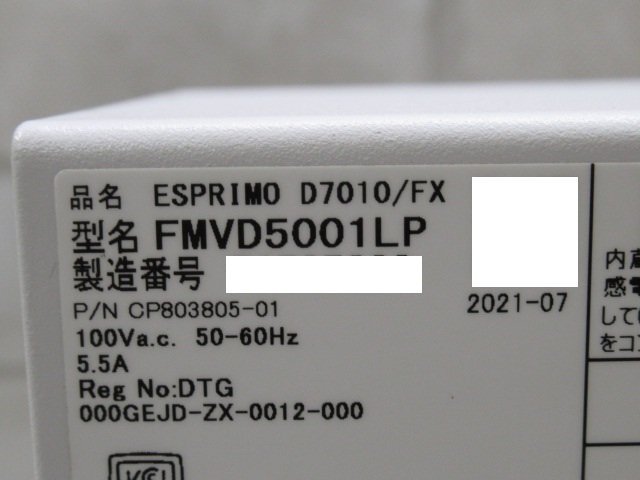 品名 ESPRIMO D7010/FX
型名 FMVD5001LP
製造番号
P/N CP803805-01
2021-07
100Va.c. 50-60Hz
5.5A
Reg No:DTG
000GEJD-ZX-0012-000
内蔵
感電
して
をコン